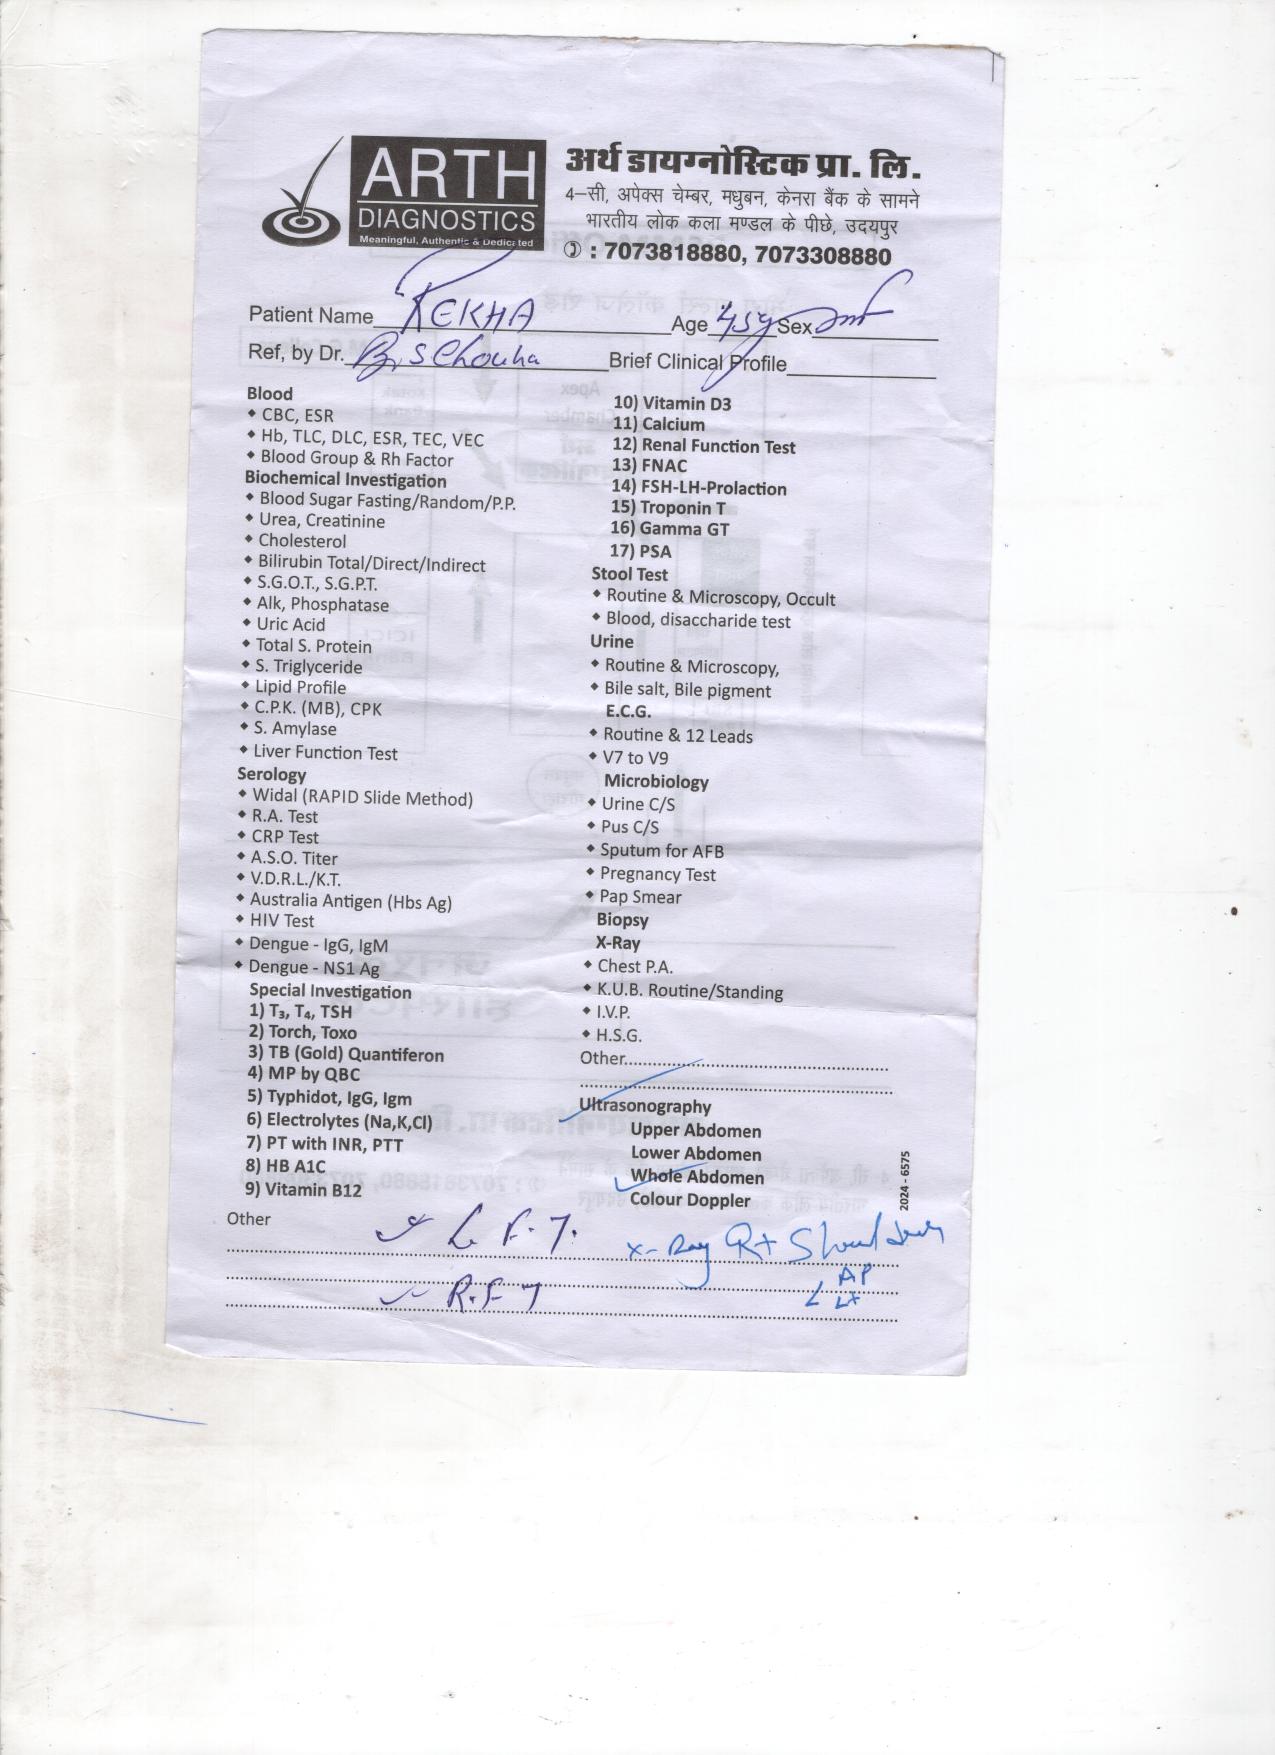 ARTH
DIAGNOSTICS
Meaningful, Authentic & Dedicated
अर्थ डायग्नोस्टिक प्रा. लि.
4–सी, अपेक्स चेम्बर, मधुबन, केनरा बैंक के सामने
भारतीय लोक कला मण्डल के पीछे, उदयपुर
: 7073818880, 7073308880
Patient Name REKHA Age 45y Sex
Ref, by Dr. B, S Chouha Brief Clinical Profile
Blood
CBC, ESR
Hb, TLC, DLC, ESR, TEC, VEC
Blood Group & Rh Factor
Biochemical Investigation
Blood Sugar Fasting/Random/P.P.
Urea, Creatinine
Cholesterol
Bilirubin Total/Direct/Indirect
S.G.O.T., S.G.P.T.
Alk, Phosphatase
Uric Acid
Total S. Protein
S. Triglyceride
Lipid Profile
C.P.K. (MB), CPK
S. Amylase
Liver Function Test
Serology
Widal (RAPID Slide Method)
R.A. Test
CRP Test
A.S.O. Titer
V.D.R.L./K.T.
Australia Antigen (Hbs Ag)
HIV Test
Dengue - IgG, IgM
Dengue - NS1 Ag
Special Investigation
1) T₃, T₄, TSH
2) Torch, Toxo
3) TB (Gold) Quantiferon
4) MP by QBC
5) Typhidot, IgG, Igm
6) Electrolytes (Na,K,Cl)
7) PT with INR, PTT
8) HB A1C
9) Vitamin B12
10) Vitamin D3
11) Calcium
12) Renal Function Test
13) FNAC
14) FSH-LH-Prolaction
15) Troponin T
16) Gamma GT
17) PSA
Stool Test
Routine & Microscopy, Occult
Blood, disaccharide test
Urine
Routine & Microscopy,
Bile salt, Bile pigment
E.C.G.
Routine & 12 Leads
V7 to V9
Microbiology
Urine C/S
Pus C/S
Sputum for AFB
Pregnancy Test
Pap Smear
Biopsy
X-Ray
Chest P.A.
K.U.B. Routine/Standing
I.V.P.
H.S.G.
Other
Ultrasonography
Upper Abdomen
Lower Abdomen
Whole Abdomen
Colour Doppler
2024 - 6575
Other
L. F. T.
R. F. T
X-Ray Rt Shoulder
AP
Lt